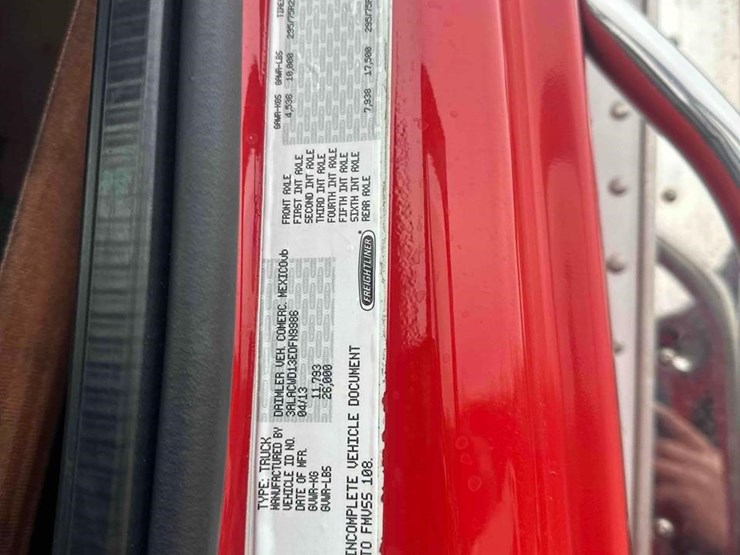 TYPE: TRUCK
MANUFACTURED BY DAIMLER VEH. COMERC. MEXICO
VEHICLE ID NO. 3ALACWD13EDFN9986
DATE OF MFR. 04/13
GVWR-KG 11,793
GVWR-LBS 26,000
INCOMPLETE VEHICLE DOCUMENT
TO FMVSS 108.
FREIGHTLINER
GAWR-KGS GAWR-LBS
FRONT AXLE 4,536 10,000
FIRST INT AXLE
SECOND INT AXLE
THIRD INT AXLE
FOURTH INT AXLE
FIFTH INT AXLE
SIXTH INT AXLE
REAR AXLE 7,938 17,500